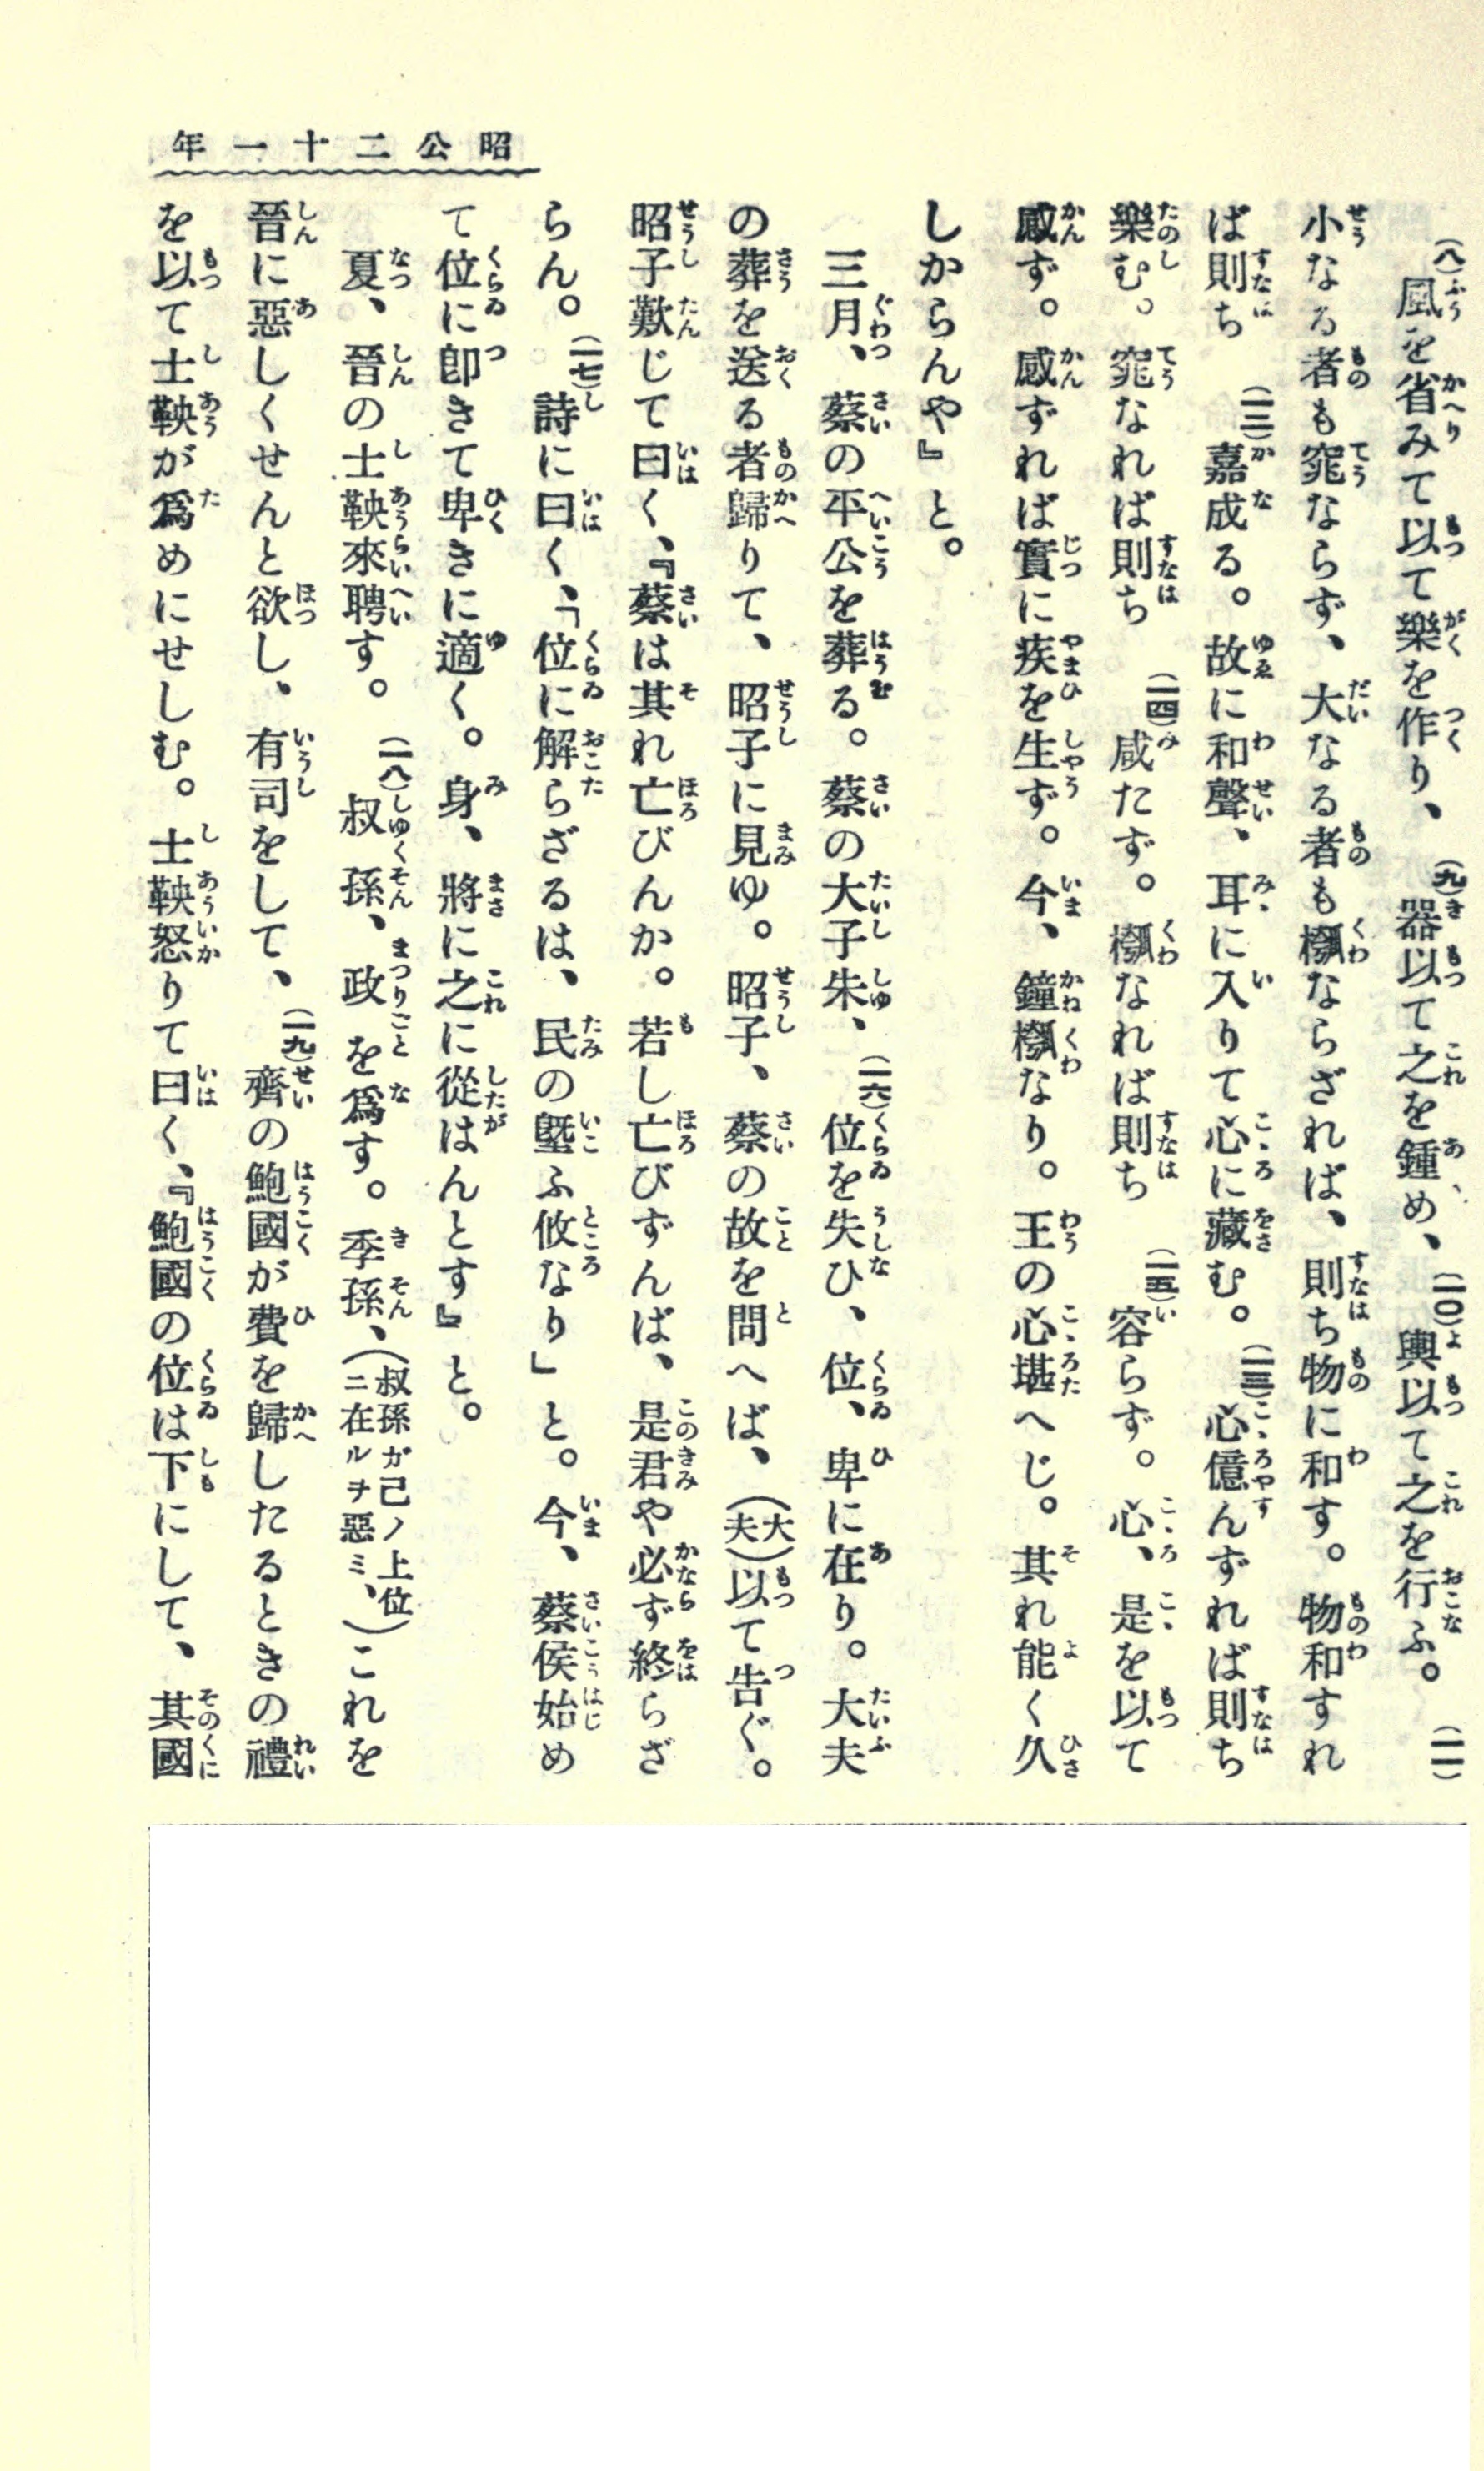 昭公二十一年
(八)風を省みて以て樂を作り、(九)器以て之を鍾め、(一〇)輿以て之を行ふ。(一一)
小なる者も窕ならず、大なる者も槬ならざれば、則ち物に和す。物和すれ
ば則ち(一二)嘉成る。故に和聲、耳に入りて心に藏む。(一三)心億んずれば則ち
樂む。窕なれば則ち(一四)咸たず。槬なれば則ち(一五)容らず。心、是を以て
感ず。感ずれば實に疾を生ず。今、鐘槬なり。王の心堪へじ。其れ能く久
しからんや』と。
三月、蔡の平公を葬る。蔡の大子朱、(一六)位を失ひ、位、卑に在り。大夫
の葬を送る者歸りて、昭子に見ゆ。昭子、蔡の故を問へば、(大夫)以て告ぐ。
昭子歎じて曰く、『蔡は其れ亡びんか。若し亡びずんば、是君や必ず終らざ
らん。(一七)詩に曰く、「位に解らざるは、民の塈ふ攸なり」と。今、蔡侯始め
て位に卽きて卑きに適く。身、將に之に從はんとす』と。
夏、晉の士鞅來聘す。(一八)叔孫、政を爲す。季孫、(叔孫ガ己ノ上位ニ在ルヲ惡ミ、)これを
晉に惡しくせんと欲し、有司をして、(一九)齊の鮑國が費を歸したるときの禮
を以て士鞅が爲めにせしむ。士鞅怒りて曰く、『鮑國の位は下にして、其國